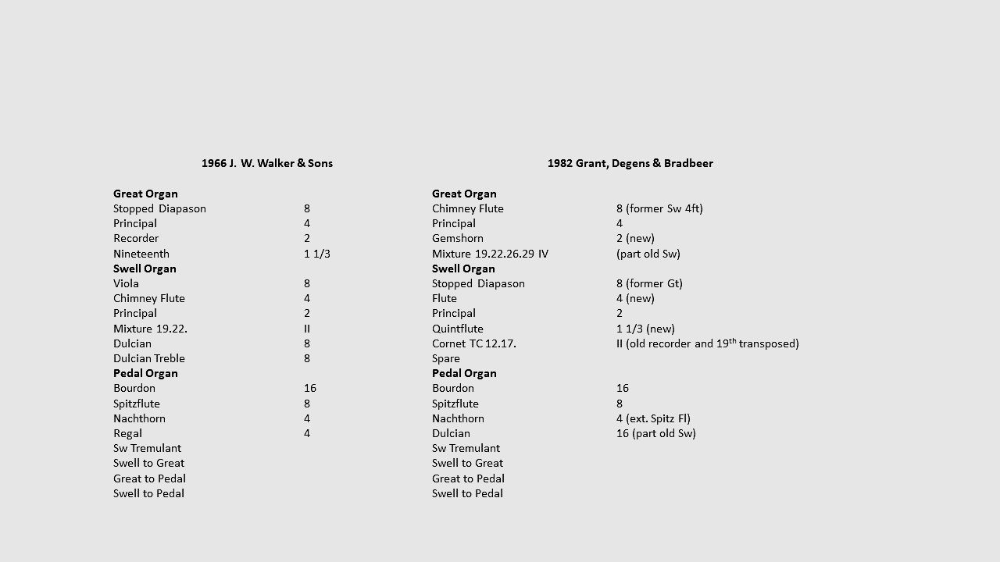 1966 J. W. Walker & Sons 1982 Grant, Degens & Bradbeer
Great Organ Great Organ
Stopped Diapason 8 Chimney Flute 8 (former Sw 4ft)
Principal 4 Principal 4
Recorder 2 Gemshorn 2 (new)
Nineteenth 1 1/3 Mixture 19.22.26.29 IV (part old Sw)
Swell Organ Swell Organ
Viola 8 Stopped Diapason 8 (former Gt)
Chimney Flute 4 Flute 4 (new)
Principal 2 Principal 2
Mixture 19.22. II Quintflute 1 1/3 (new)
Dulcian 8 Cornet TC 12.17. II (old recorder and 19th transposed)
Dulcian Treble 8 Spare
Pedal Organ Pedal Organ
Bourdon 16 Bourdon 16
Spitzflute 8 Spitzflute 8
Nachthorn 4 Nachthorn 4 (ext. Spitz Fl)
Regal 4 Dulcian 16 (part old Sw)
Sw Tremulant Sw Tremulant
Swell to Great Swell to Great
Great to Pedal Great to Pedal
Swell to Pedal Swell to Pedal